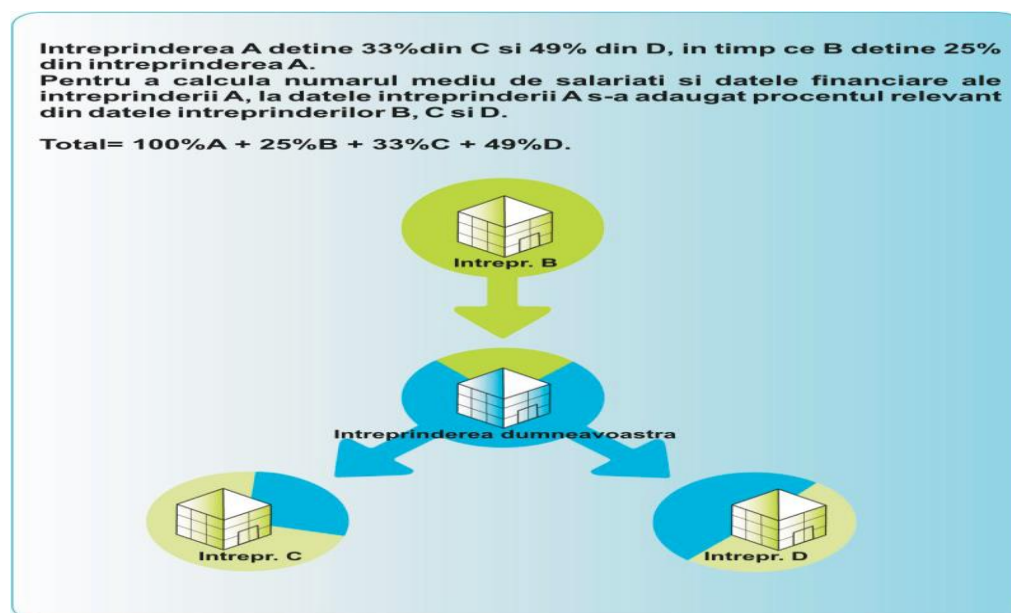 Intreprinderea A detine 33%din C si 49% din D, in timp ce B detine 25%
din intreprinderea A.
Pentru a calcula numarul mediu de salariati si datele financiare ale
intreprinderii A, la datele intreprinderii A s-a adaugat procentul relevant
din datele intreprinderilor B, C si D.
Total= 100%A + 25%B + 33%C + 49%D.
Intrepr. B
Intreprinderea dumneavoastra
Intrepr. C
Intrepr. D